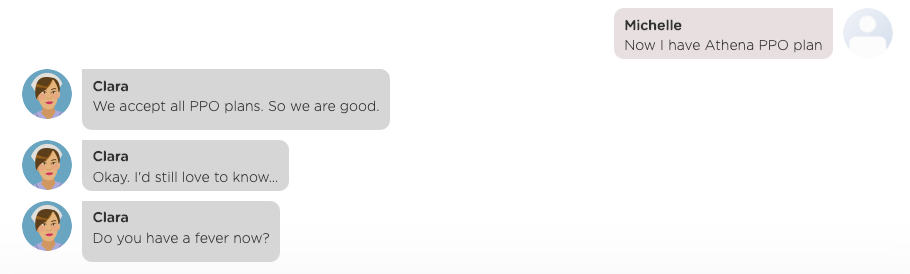 Michelle
Now I have Athena PPO plan
Clara
We accept all PPO plans. So we are good.
Clara
Okay. I'd still love to know...
Clara
Do you have a fever now?